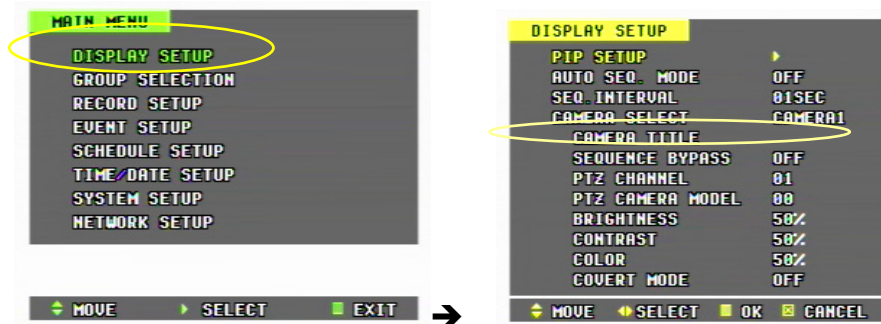 MAIN MENU
DISPLAY SETUP
GROUP SELECTION
RECORD SETUP
EVENT SETUP
SCHEDULE SETUP
TIME/DATE SETUP
SYSTEM SETUP
NETWORK SETUP
MOVE SELECT EXIT
DISPLAY SETUP
PIP SETUP
AUTO SEQ. MODE OFF
SEQ.INTERVAL 01SEC
CAMERA SELECT CAMERA1
CAMERA TITLE
SEQUENCE BYPASS OFF
PTZ CHANNEL 01
PTZ CAMERA MODEL 00
BRIGHTNESS 50%
CONTRAST 50%
COLOR 50%
COVERT MODE OFF
MOVE SELECT OK CANCEL